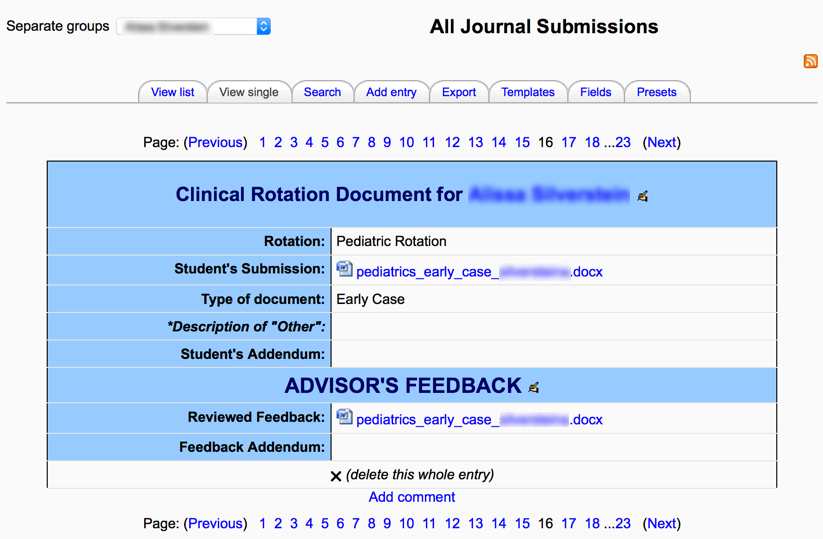 Separate groups
All Journal Submissions
View list View single Search Add entry Export Templates Fields Presets
Page: (Previous) 1 2 3 4 5 6 7 8 9 10 11 12 13 14 15 16 17 18 ...23 (Next)
Clinical Rotation Document for
Rotation: Pediatric Rotation
Student's Submission: pediatrics_early_case_ .docx
Type of document: Early Case
*Description of "Other":
Student's Addendum:
ADVISOR'S FEEDBACK
Reviewed Feedback: pediatrics_early_case_ .docx
Feedback Addendum:
(delete this whole entry)
Add comment
Page: (Previous) 1 2 3 4 5 6 7 8 9 10 11 12 13 14 15 16 17 18 ...23 (Next)